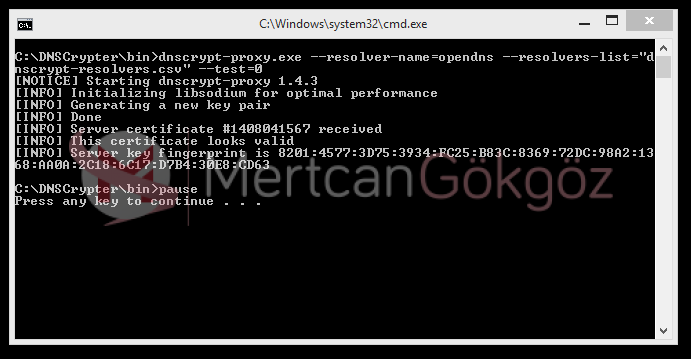 C:\Windows\system32\cmd.exe
C:\DNSCrypter\bin>dnscrypt-proxy.exe --resolver-name=opendns --resolvers-list="d
nscrypt-resolvers.csv" --test=0
[NOTICE] Starting dnscrypt-proxy 1.4.3
[INFO] Initializing libsodium for optimal performance
[INFO] Generating a new key pair
[INFO] Done
[INFO] Server certificate #1408041567 received
[INFO] This certificate looks valid
[INFO] Server key fingerprint is 8201:4577:3D75:3934:FC25:B83C:8369:72DC:98A2:13
68:AA0A:2C18:6C17:D7B4:30E8:CD63
C:\DNSCrypter\bin>pause
Press any key to continue . . .
MertcanGökgöz